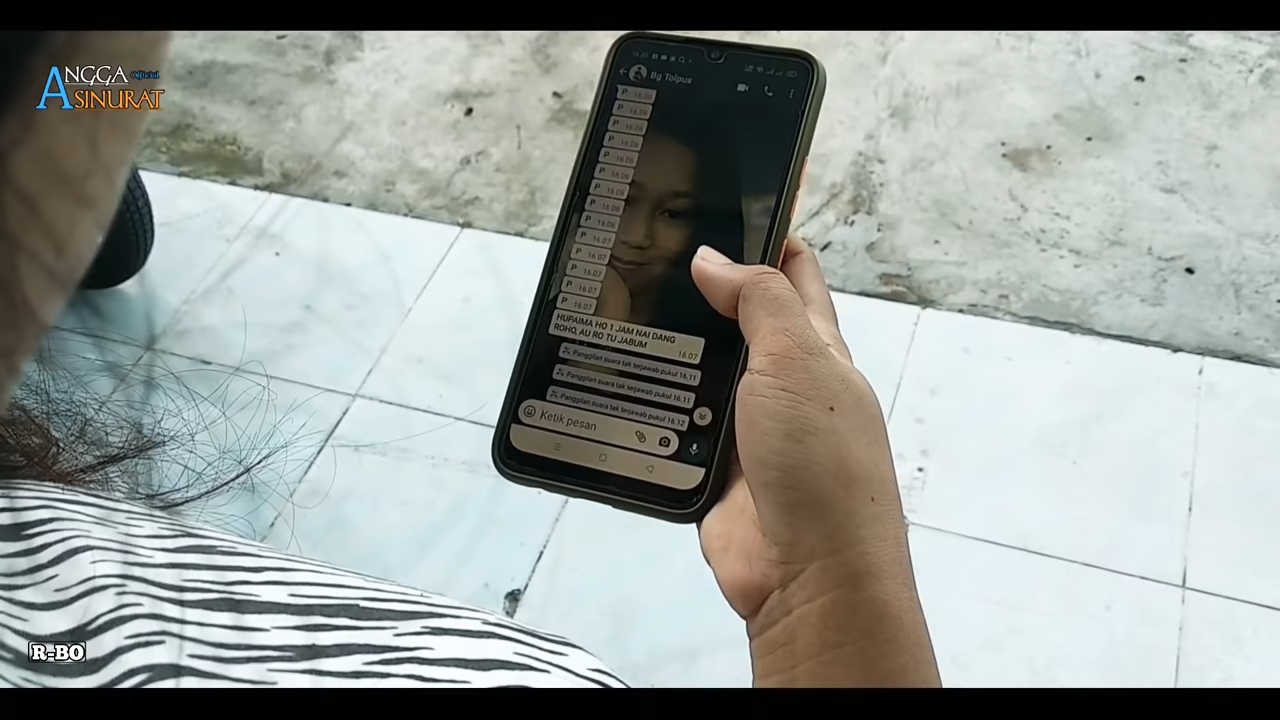 ANGGA Official
ASINURAT
Bg Tolpus
P 16.06
P 16.06
P 16.06
P 16.06
P 16.06
P 16.06
P 16.06
P 16.06
P 16.06
P 16.07
P 16.07
P 16.07
P 16.07
P 16.07
HUPAIMA HO 1 JAM NAI DANG
ROHO, AU RO TU JABUM
16.07
Panggilan suara tak terjawab pukul 16.11
Panggilan suara tak terjawab pukul 16.11
Panggilan suara tak terjawab pukul 16.12
Ketik pesan
R-BO